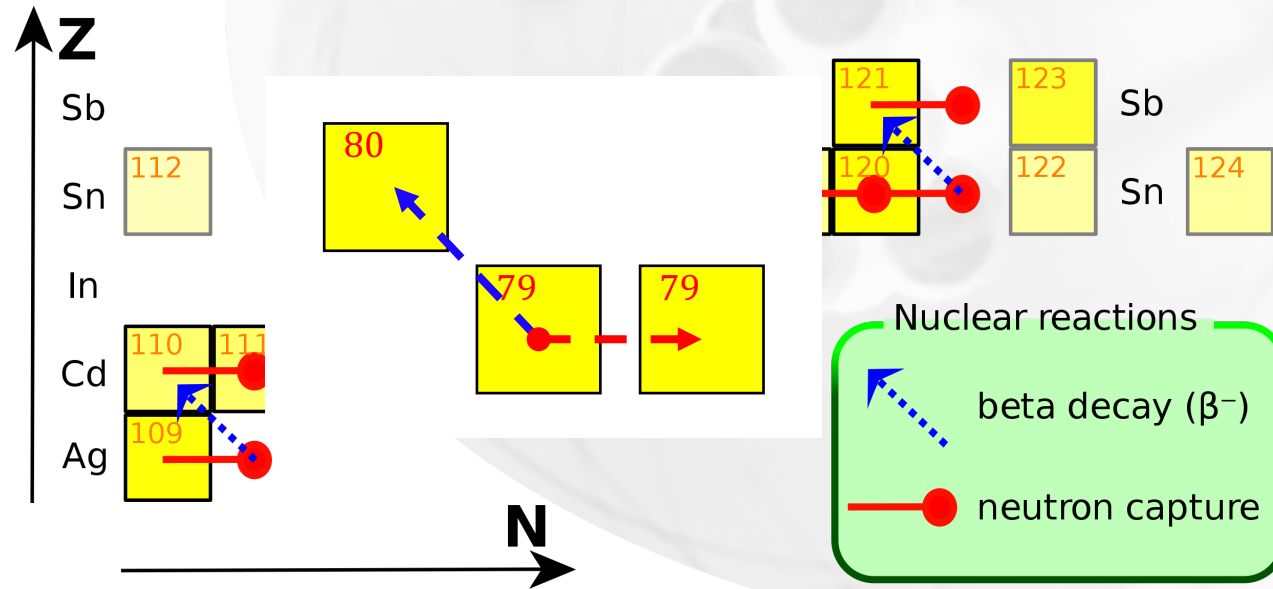 Z
Sb
Sn
In
Cd
Ag
112
110
111
109
80
79
79
121
123
Sb
120
122
Sn
124
Nuclear reactions
beta decay (β⁻)
neutron capture
N